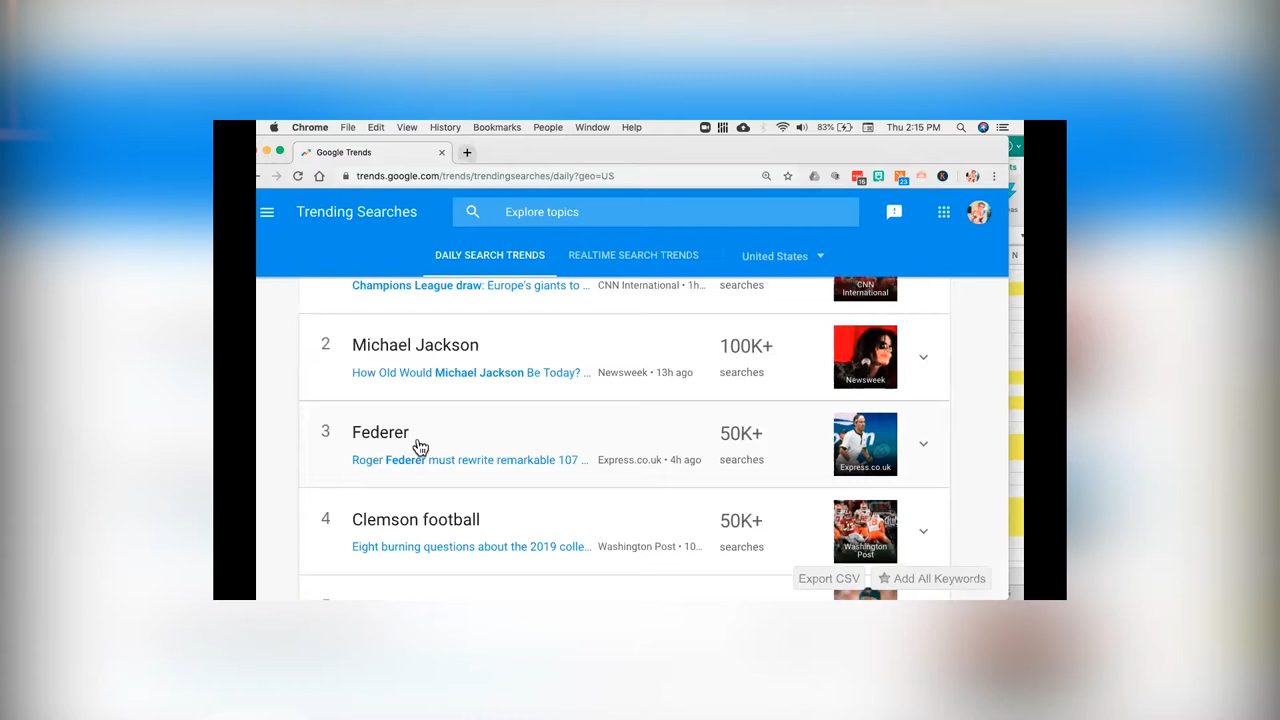 Chrome File Edit View History Bookmarks People Window Help 83% Thu 2:15 PM
Google Trends
trends.google.com/trends/trendingsearches/daily?geo=US
16
23
Trending Searches
Explore topics
DAILY SEARCH TRENDS REALTIME SEARCH TRENDS United States
N
Champions League draw: Europe's giants to ... CNN International • 1h... searches
CNN
International
2 Michael Jackson 100K+
How Old Would Michael Jackson Be Today? ... Newsweek • 13h ago searches
Newsweek
3 Federer 50K+
Roger Federer must rewrite remarkable 107 ... Express.co.uk • 4h ago searches
Express.co.uk
4 Clemson football 50K+
Eight burning questions about the 2019 colle... Washington Post • 10... searches
Washington
Post
Export CSV Add All Keywords